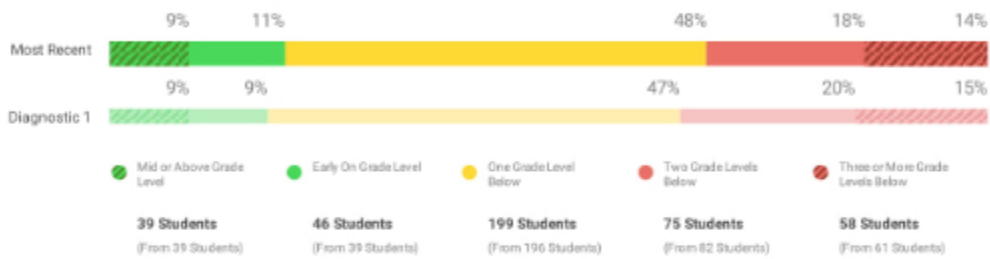 9% 11% 48% 18% 14%
Most Recent
9% 9% 47% 20% 15%
Diagnostic 1
Mid or Above Grade Level
Early On Grade Level
One Grade Level Below
Two Grade Levels Below
Three or More Grade Levels Below
39 Students 46 Students 199 Students 75 Students 58 Students
(From 39 Students) (From 39 Students) (From 196 Students) (From 82 Students) (From 61 Students)